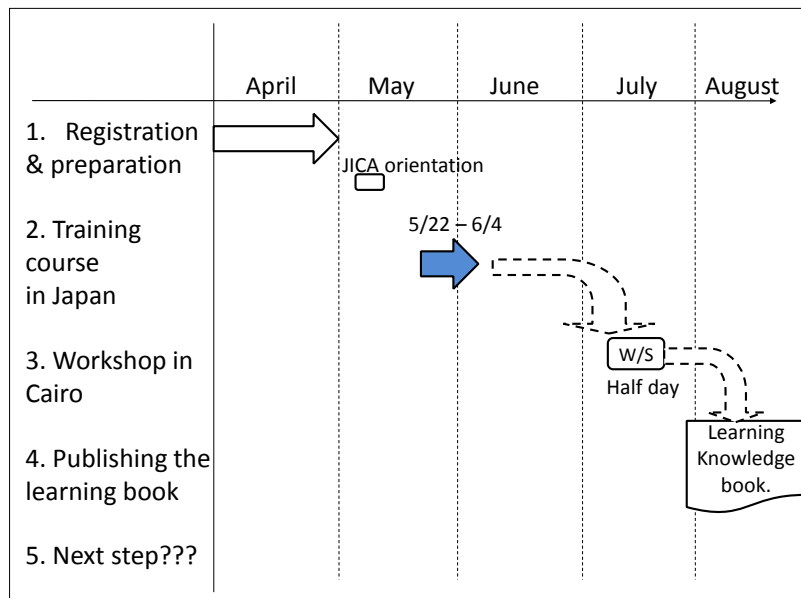 April May June July August
1. Registration
& preparation
JICA orientation
5/22 – 6/4
2. Training
course
in Japan
3. Workshop in
Cairo
W/S
Half day
4. Publishing the
learning book
Learning
Knowledge
book.
5. Next step???